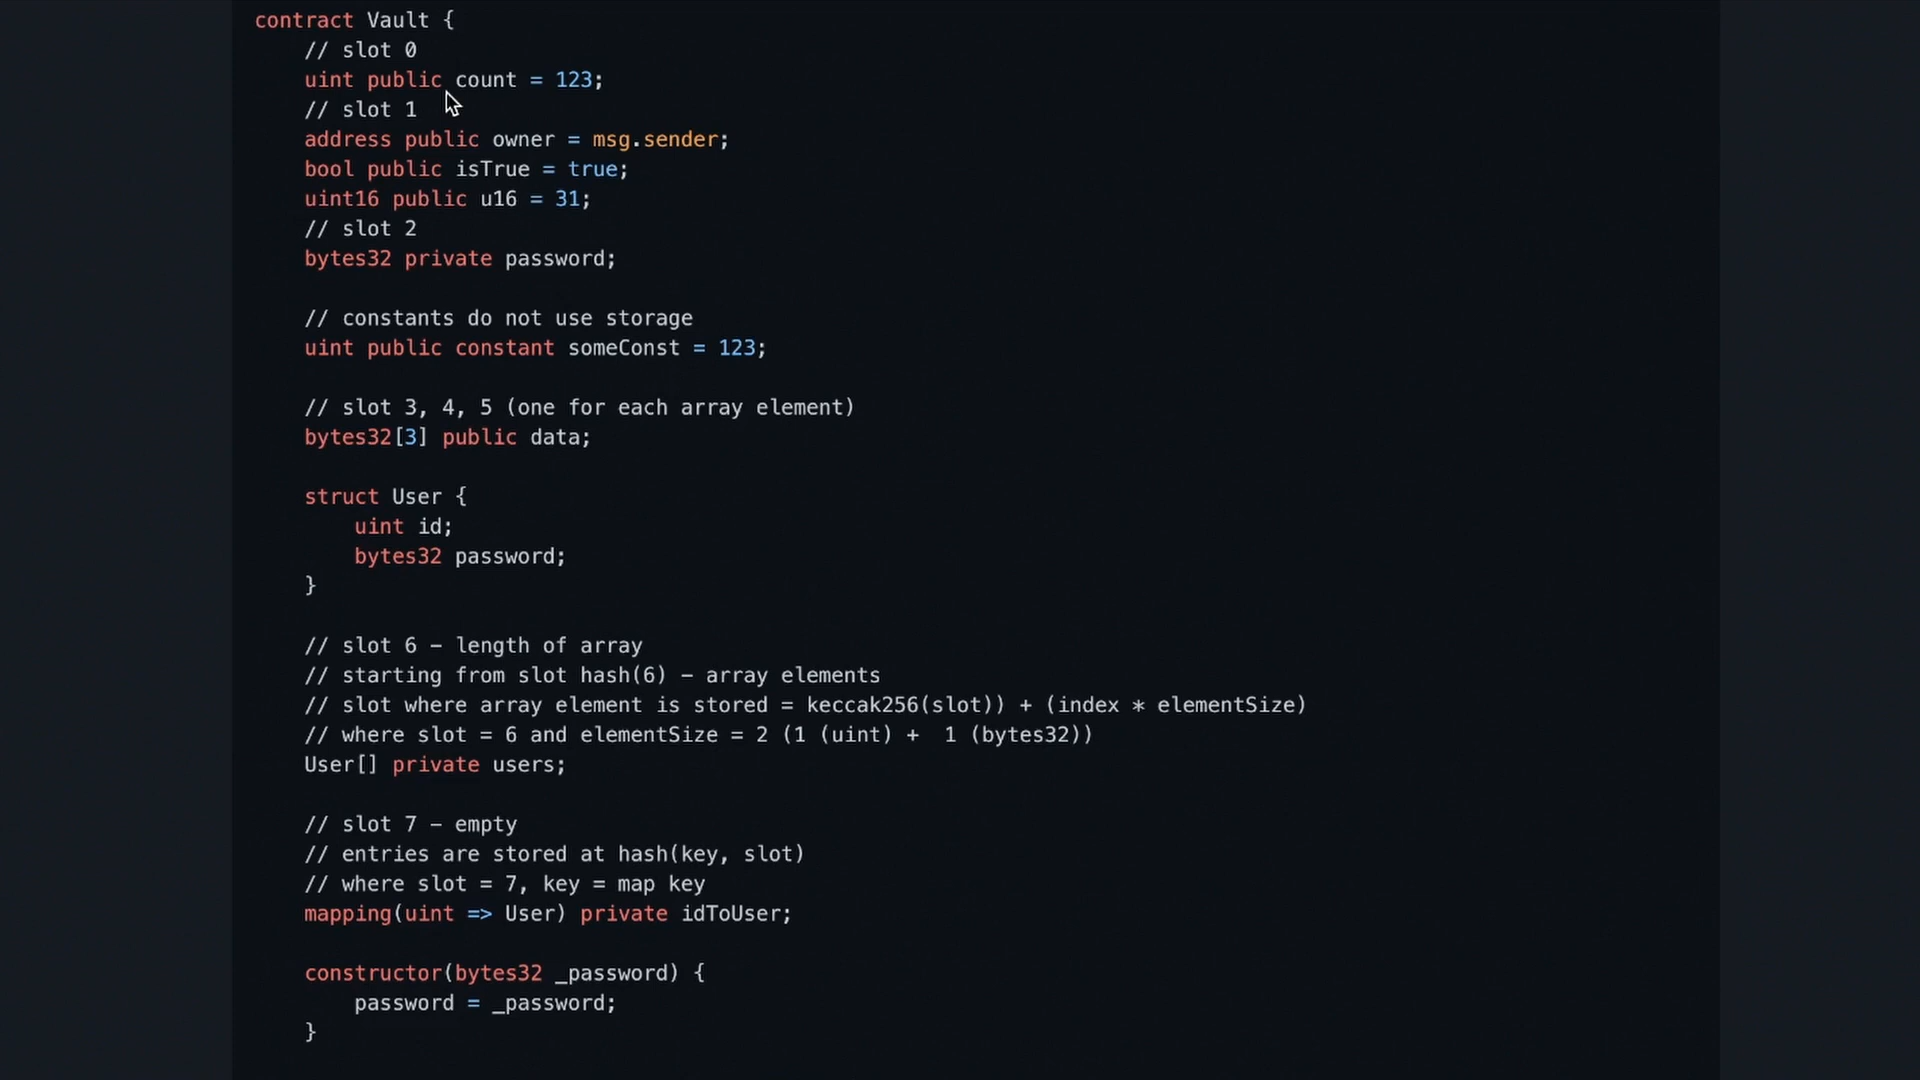 contract Vault {
// slot 0
uint public count = 123;
// slot 1
address public owner = msg.sender;
bool public isTrue = true;
uint16 public u16 = 31;
// slot 2
bytes32 private password;
// constants do not use storage
uint public constant someConst = 123;
// slot 3, 4, 5 (one for each array element)
bytes32[3] public data;
struct User {
uint id;
bytes32 password;
}
// slot 6 – length of array
// starting from slot hash(6) – array elements
// slot where array element is stored = keccak256(slot)) + (index * elementSize)
// where slot = 6 and elementSize = 2 (1 (uint) +  1 (bytes32))
User[] private users;
// slot 7 – empty
// entries are stored at hash(key, slot)
// where slot = 7, key = map key
mapping(uint => User) private idToUser;
constructor(bytes32 _password) {
password = _password;
}